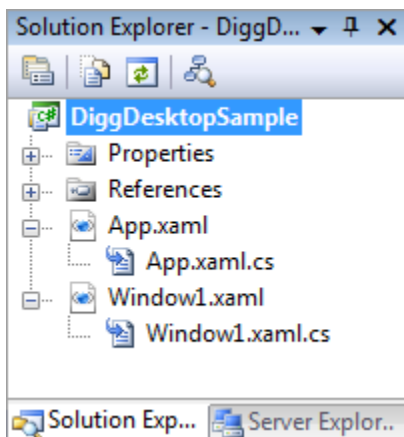 Solution Explorer - DiggD...
DiggDesktopSample
Properties
References
App.xaml
App.xaml.cs
Window1.xaml
Window1.xaml.cs
Solution Exp... Server Explor..